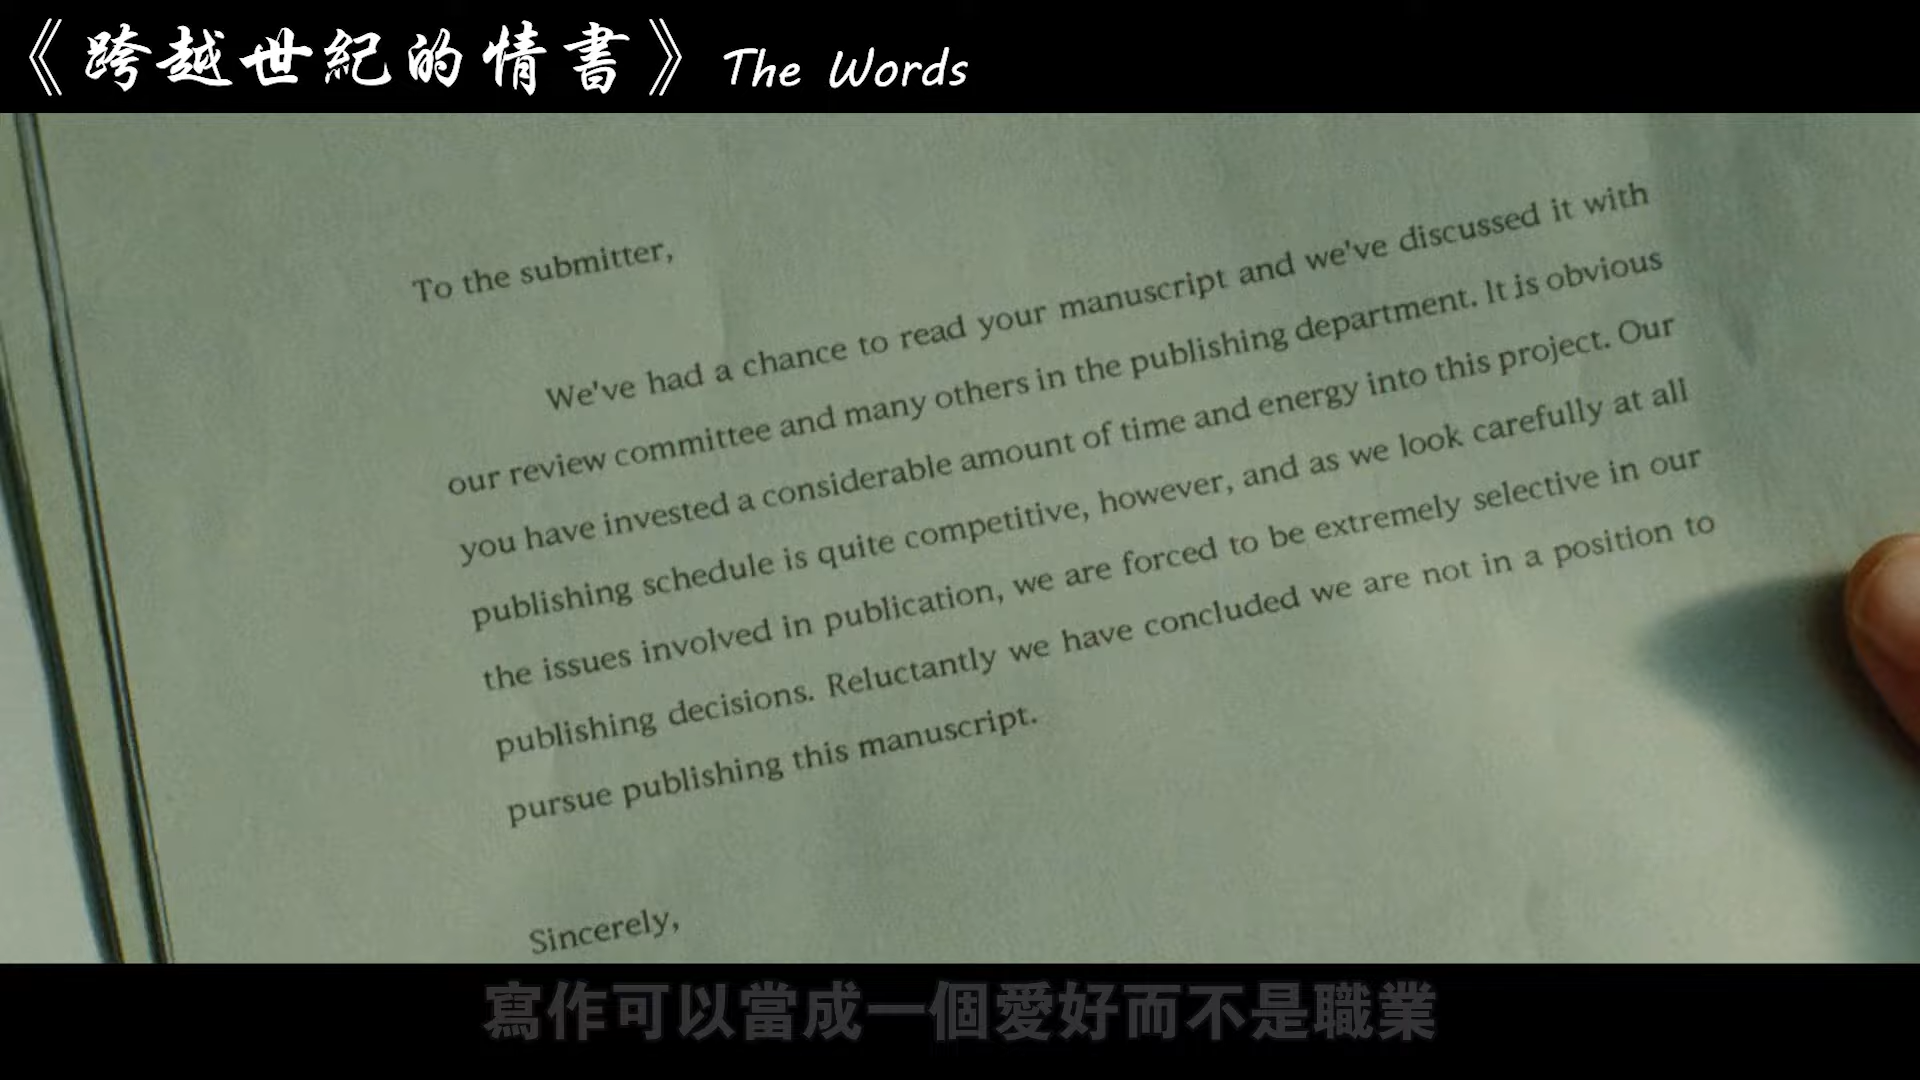 《跨越世紀的情書》 The Words
To the submitter,
We've had a chance to read your manuscript and we've discussed it with
our review committee and many others in the publishing department. It is obvious
you have invested a considerable amount of time and energy into this project. Our
publishing schedule is quite competitive, however, and as we look carefully at all
the issues involved in publication, we are forced to be extremely selective in our
publishing decisions. Reluctantly we have concluded we are not in a position to
pursue publishing this manuscript.
Sincerely,
寫作可以當成一個愛好而不是職業